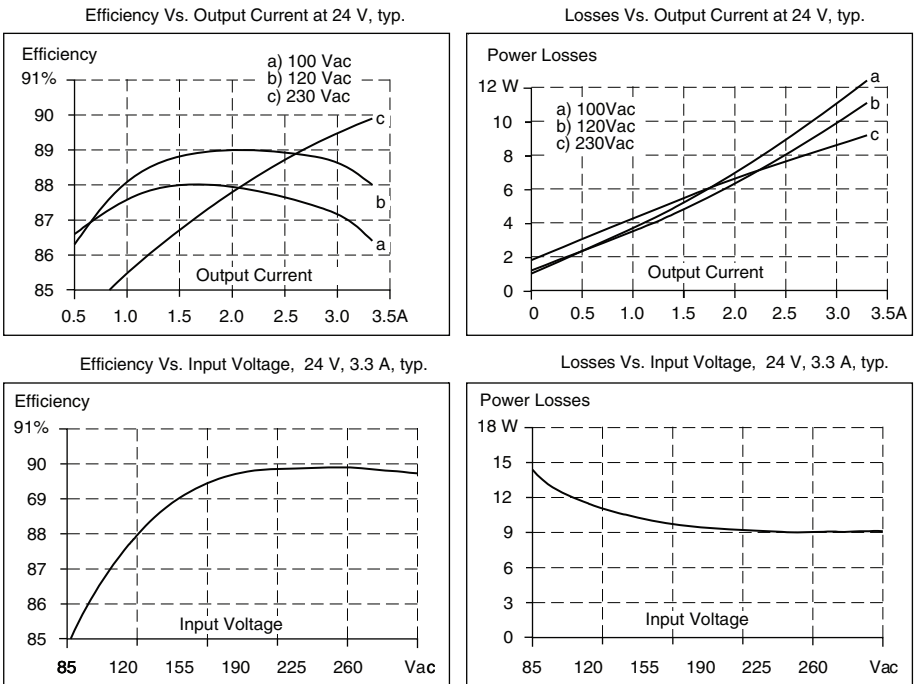 Efficiency Vs. Output Current at 24 V, typ.
Efficiency
91%
90
89
88
87
86
85
a) 100 Vac
b) 120 Vac
c) 230 Vac
c
b
a
Output Current
0.5 1.0 1.5 2.0 2.5 3.0 3.5A
Losses Vs. Output Current at 24 V, typ.
Power Losses
12 W
10
8
6
4
2
0
a) 100Vac
b) 120Vac
c) 230Vac
a
b
c
Output Current
0 0.5 1.0 1.5 2.0 2.5 3.0 3.5A
Efficiency Vs. Input Voltage, 24 V, 3.3 A, typ.
Efficiency
91%
90
69
88
87
86
85
Input Voltage
85 120 155 190 225 260 Vac
Losses Vs. Input Voltage, 24 V, 3.3 A, typ.
Power Losses
18 W
15
12
9
6
3
0
Input Voltage
85 120 155 190 225 260 Vac